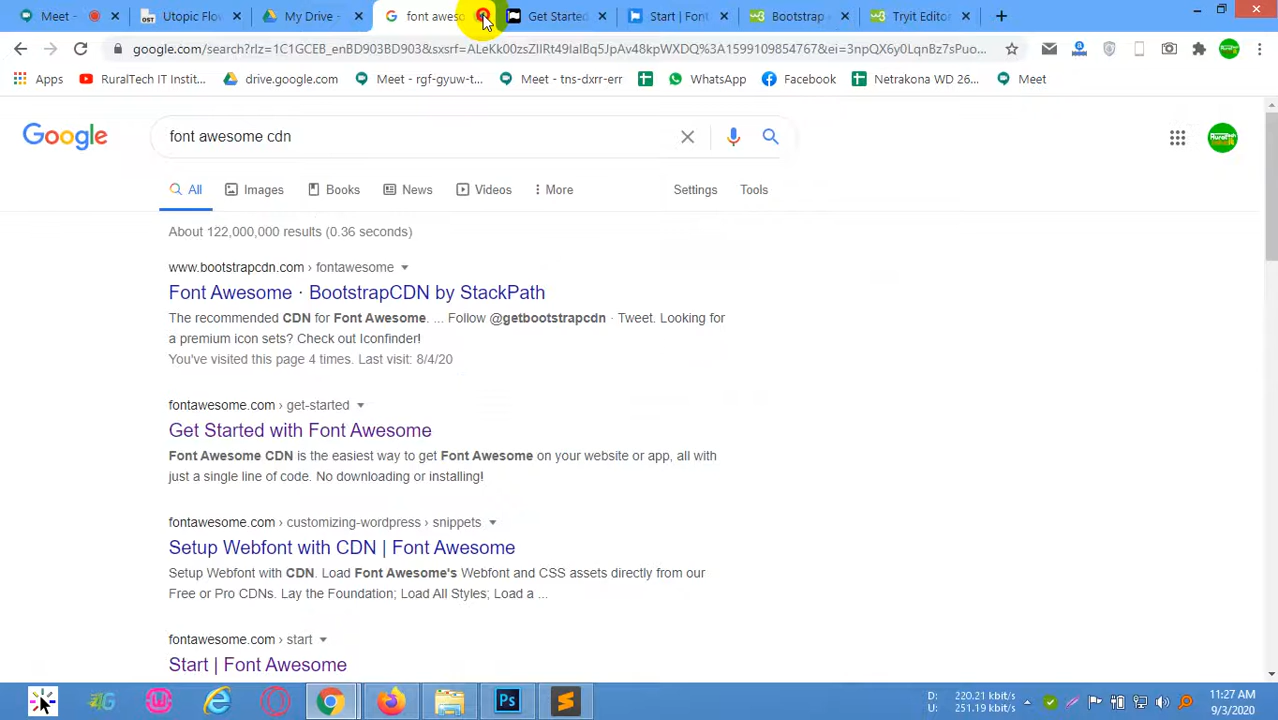 Meet -
Utopic Flov
My Drive -
font aweso
Get Started
Start | Font
Bootstrap
Tryit Editor
google.com/search?rlz=1C1GCEB_enBD903BD903&sxsrf=ALeKk00zsZIIRt49IalBq5JpAv48kpWXDQ%3A1599109854767&ei=3npQX6y0LqnBz7sPuo...
Apps
RuralTech IT Instit...
drive.google.com
Meet - rgf-gyuw-t...
Meet - tns-dxrr-err
WhatsApp
Facebook
Netrakona WD 26...
Meet
Google
font awesome cdn
All
Images
Books
News
Videos
More
Settings
Tools
About 122,000,000 results (0.36 seconds)
www.bootstrapcdn.com › fontawesome
Font Awesome · BootstrapCDN by StackPath
The recommended CDN for Font Awesome. ... Follow @getbootstrapcdn · Tweet. Looking for
a premium icon sets? Check out Iconfinder!
You've visited this page 4 times. Last visit: 8/4/20
fontawesome.com › get-started
Get Started with Font Awesome
Font Awesome CDN is the easiest way to get Font Awesome on your website or app, all with
just a single line of code. No downloading or installing!
fontawesome.com › customizing-wordpress › snippets
Setup Webfont with CDN | Font Awesome
Setup Webfont with CDN. Load Font Awesome's Webfont and CSS assets directly from our
Free or Pro CDNs. Lay the Foundation; Load All Styles; Load a ...
fontawesome.com › start
Start | Font Awesome
Ps
D: 220.21 kbit/s
U: 251.19 kbit/s
11:27 AM
9/3/2020